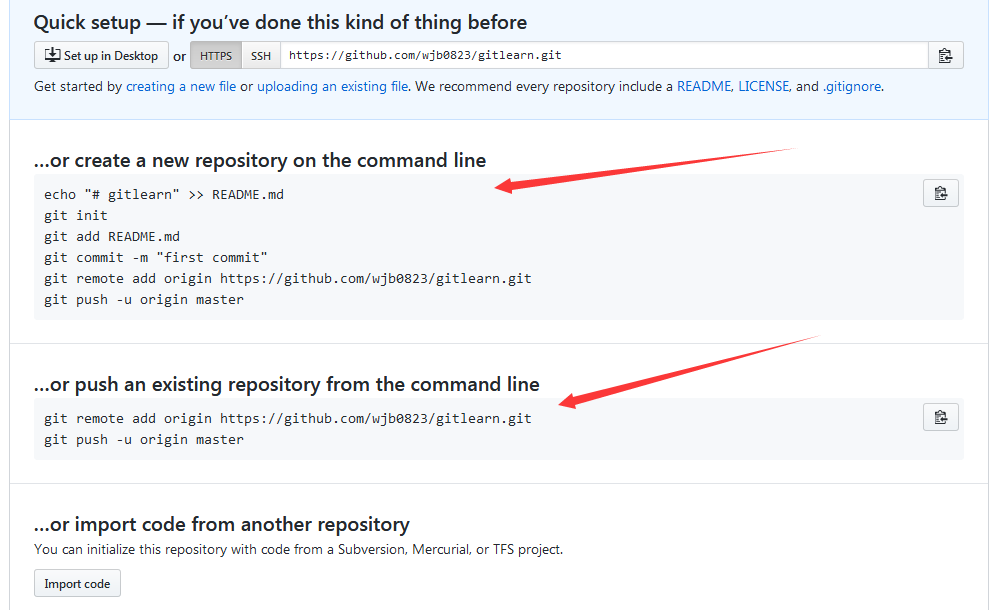 Quick setup — if you’ve done this kind of thing before
Set up in Desktop or HTTPS SSH https://github.com/wjb0823/gitlearn.git
Get started by creating a new file or uploading an existing file. We recommend every repository include a README, LICENSE, and .gitignore.
…or create a new repository on the command line
echo "# gitlearn" >> README.md
git init
git add README.md
git commit -m "first commit"
git remote add origin https://github.com/wjb0823/gitlearn.git
git push -u origin master
…or push an existing repository from the command line
git remote add origin https://github.com/wjb0823/gitlearn.git
git push -u origin master
…or import code from another repository
You can initialize this repository with code from a Subversion, Mercurial, or TFS project.
Import code